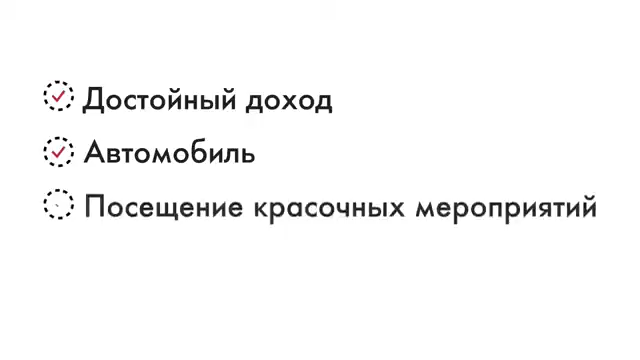 Достойный доход
Автомобиль
Посещение красочных мероприятий